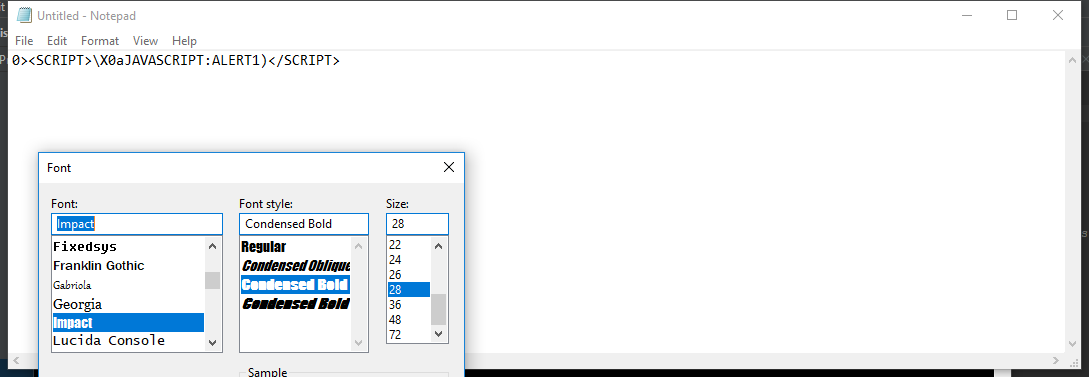 Untitled - Notepad
File Edit Format View Help
0><SCRIPT>\X0aJAVASCRIPT:ALERT1)</SCRIPT>
Font
Font: Font style: Size:
Impact Condensed Bold 28
Fixedsys Regular 22
Franklin Gothic Condensed Oblique 24
Gabriola Condensed Bold 26
Georgia Condensed Bold 28
Impact 36
Lucida Console 48
72
Sample